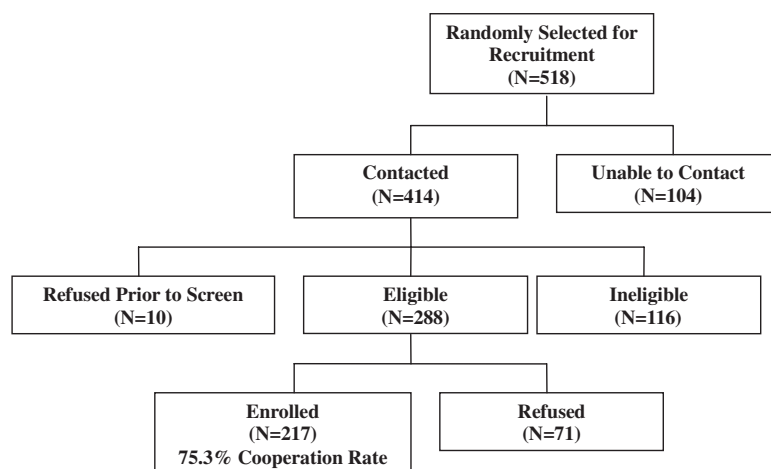 Randomly Selected for
Recruitment
(N=518)
Contacted
(N=414)
Unable to Contact
(N=104)
Refused Prior to Screen
(N=10)
Eligible
(N=288)
Ineligible
(N=116)
Enrolled
(N=217)
75.3% Cooperation Rate
Refused
(N=71)